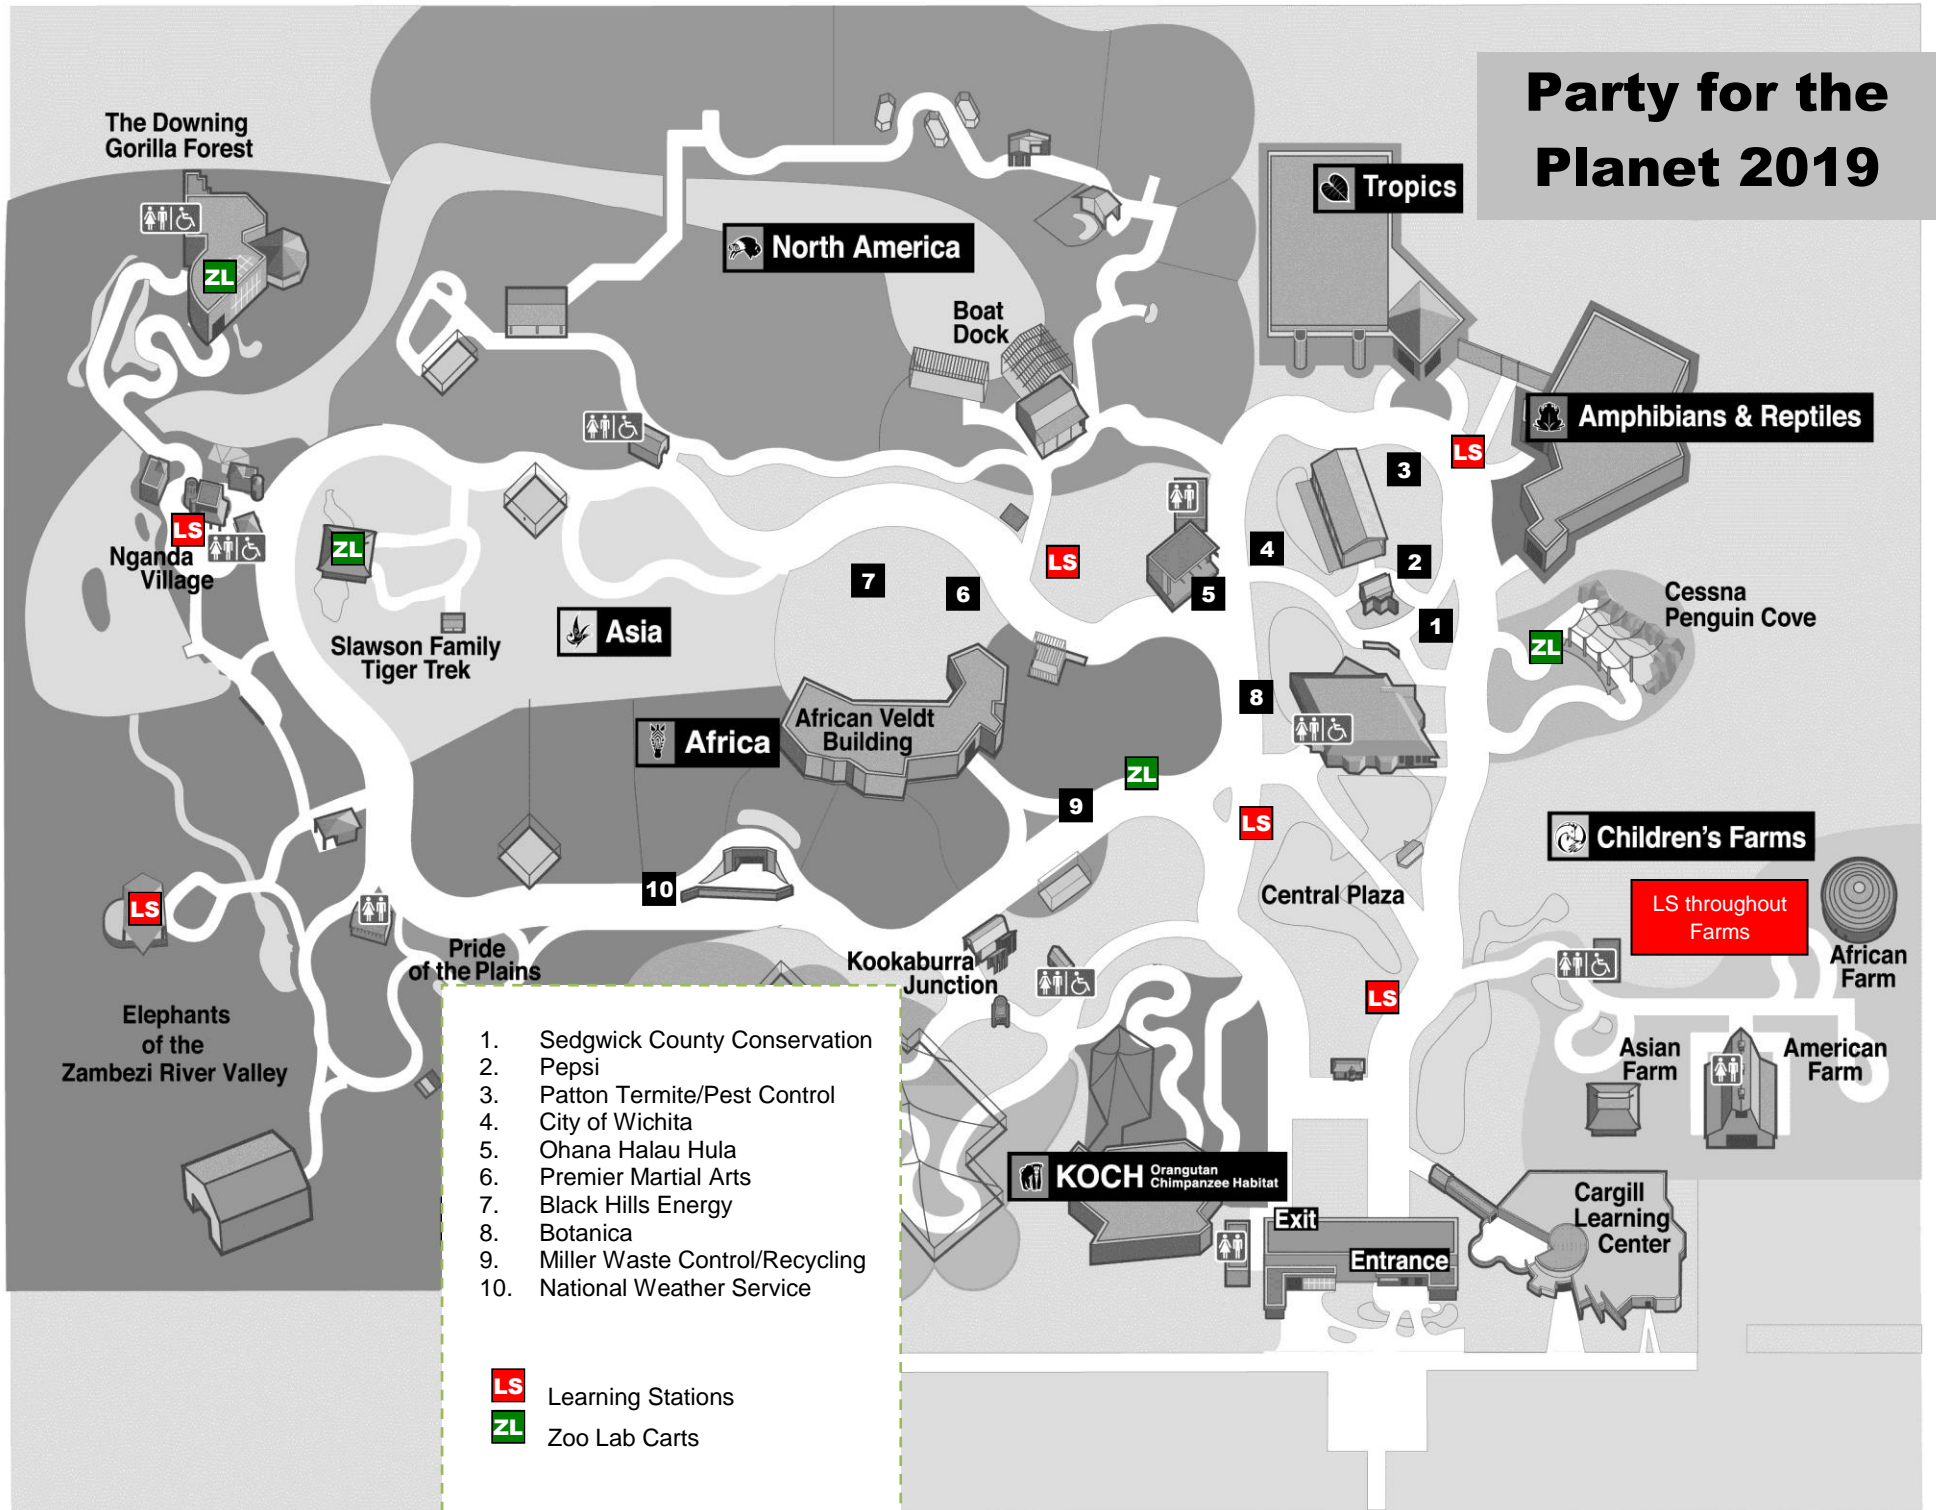 Party for the
Planet 2019
The Downing
Gorilla Forest
Tropics
North America
ZL
Boat
Dock
Amphibians & Reptiles
LS
3
LS
Nganda
Village
ZL
4
2
LS
7
6
5
Cessna
Penguin Cove
1
ZL
Asia
Slawson Family
Tiger Trek
8
African Veldt
Building
Africa
ZL
9
LS
Children's Farms
10
Central Plaza
LS throughout
Farms
LS
African
Farm
Pride
of the Plains
Kookaburra
Junction
LS
Elephants
of the
Zambezi River Valley
Asian
Farm
American
Farm
KOCH Orangutan
Chimpanzee Habitat
Exit
Entrance
Cargill
Learning
Center
1. Sedgwick County Conservation
2. Pepsi
3. Patton Termite/Pest Control
4. City of Wichita
5. Ohana Halau Hula
6. Premier Martial Arts
7. Black Hills Energy
8. Botanica
9. Miller Waste Control/Recycling
10. National Weather Service
LS Learning Stations
ZL Zoo Lab Carts